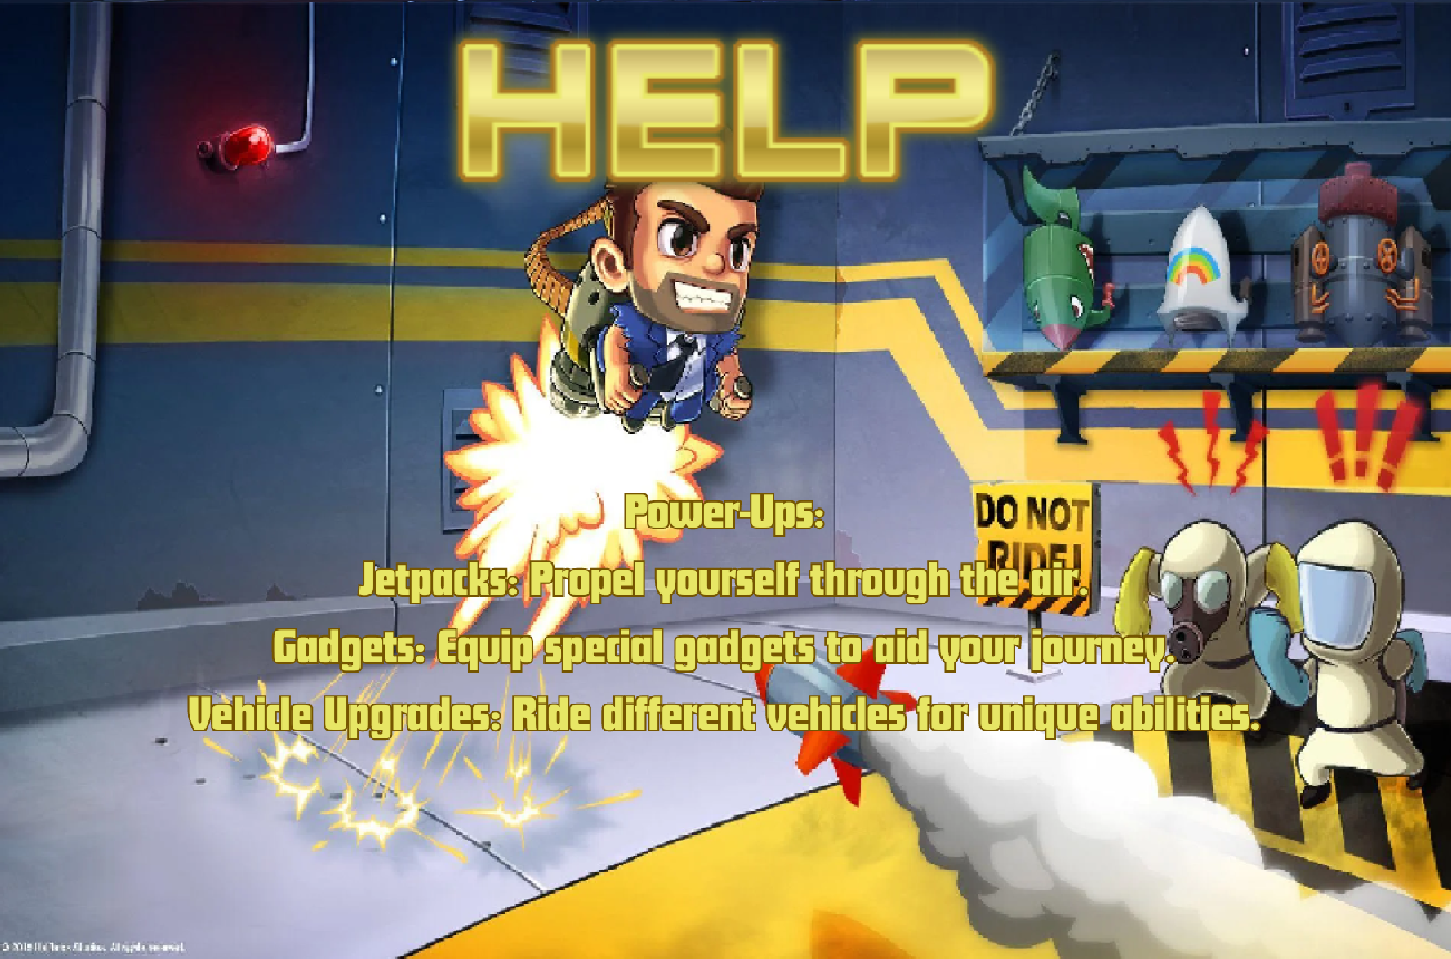 HELP
DO NOT
RIDE!
Power-Ups:
Jetpacks: Propel yourself through the air.
Gadgets: Equip special gadgets to aid your journey.
Vehicle Upgrades: Ride different vehicles for unique abilities.